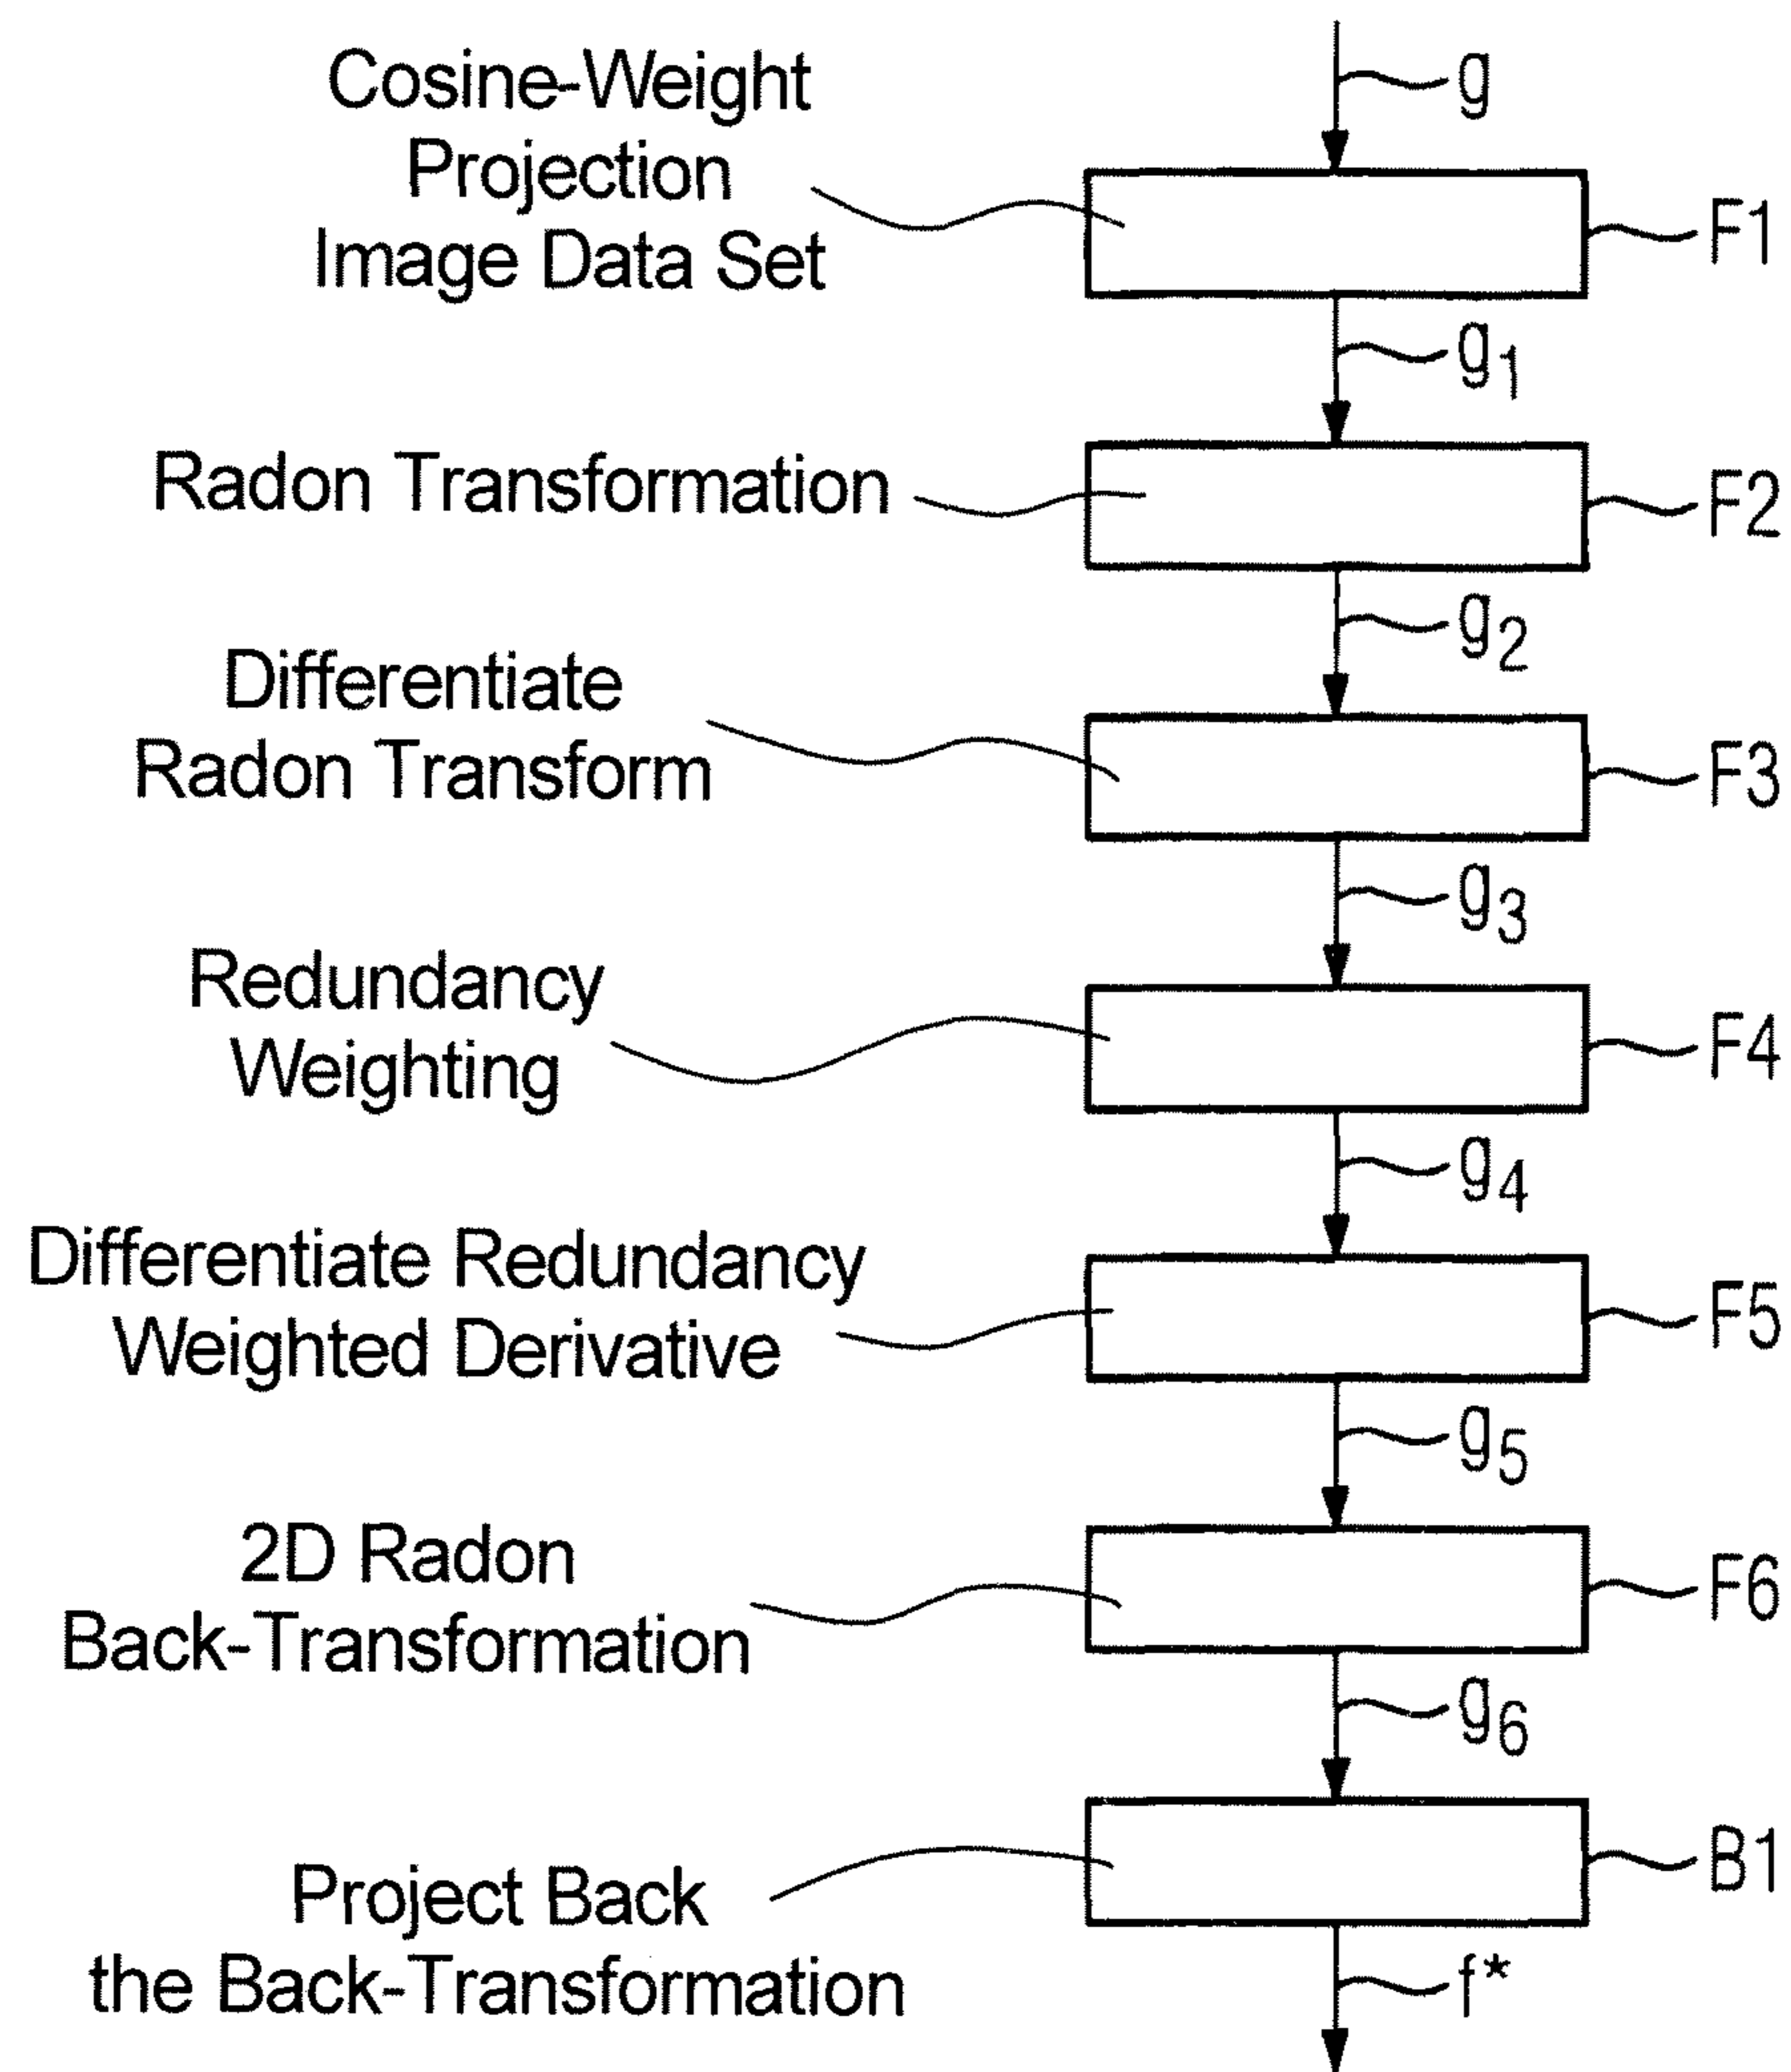 g
Cosine-Weight
Projection
Image Data Set
F1
g1
Radon Transformation
F2
g2
Differentiate
Radon Transform
F3
g3
Redundancy
Weighting
F4
g4
Differentiate Redundancy
Weighted Derivative
F5
g5
2D Radon
Back-Transformation
F6
g6
Project Back
the Back-Transformation
B1
f*